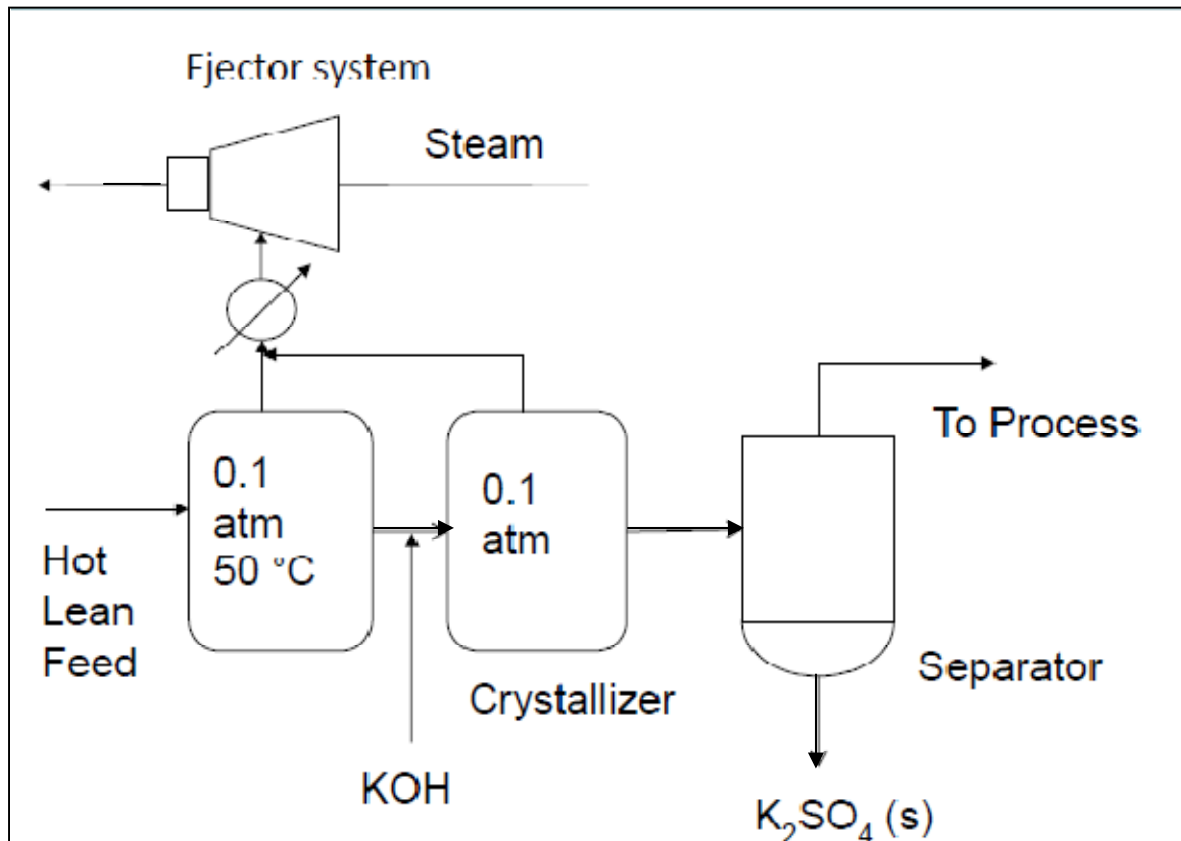 Ejector system
Steam
0.1
atm
50 °C
0.1
atm
To Process
Hot
Lean
Feed
Crystallizer
Separator
KOH
K₂SO₄ (s)